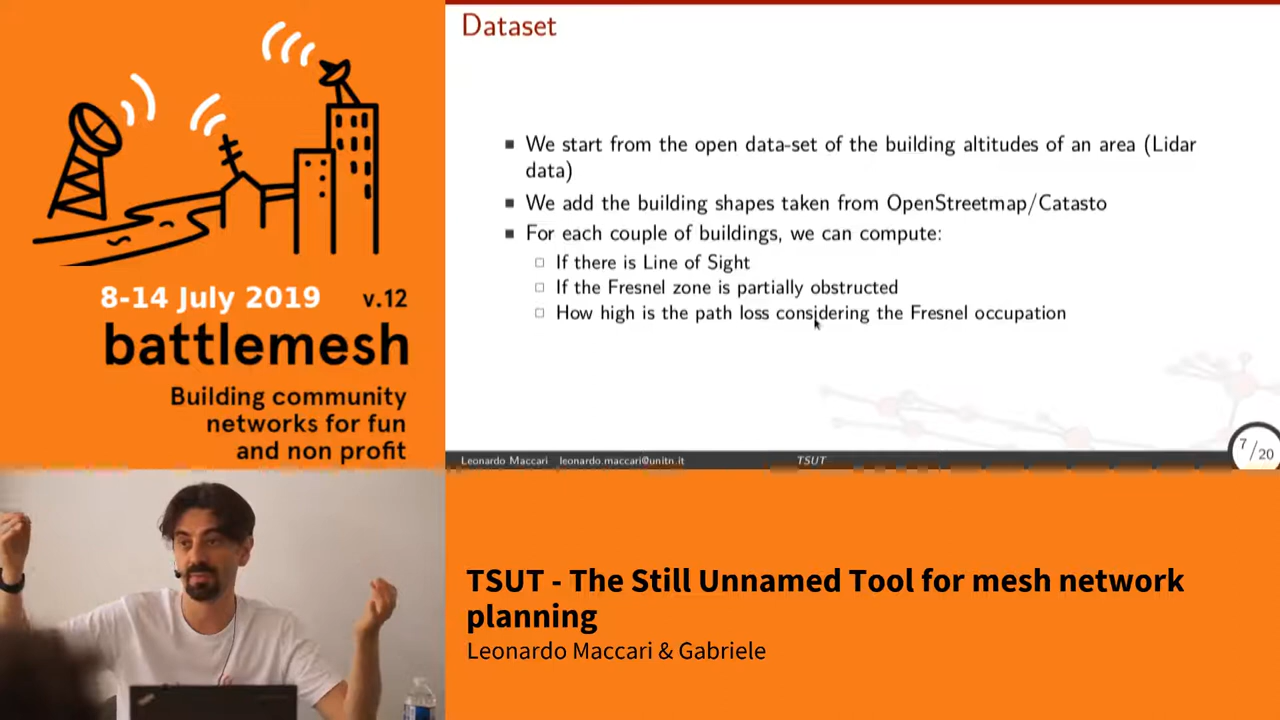 8-14 July 2019 v.12
battlemesh
Building community
networks for fun
and non profit
Dataset
■ We start from the open data-set of the building altitudes of an area (Lidar
data)
■ We add the building shapes taken from OpenStreetmap/Catasto
■ For each couple of buildings, we can compute:
□ If there is Line of Sight
□ If the Fresnel zone is partially obstructed
□ How high is the path loss considering the Fresnel occupation
Leonardo Maccari leonardo.maccari@unitn.it TSUT 7/20
TSUT - The Still Unnamed Tool for mesh network
planning
Leonardo Maccari & Gabriele